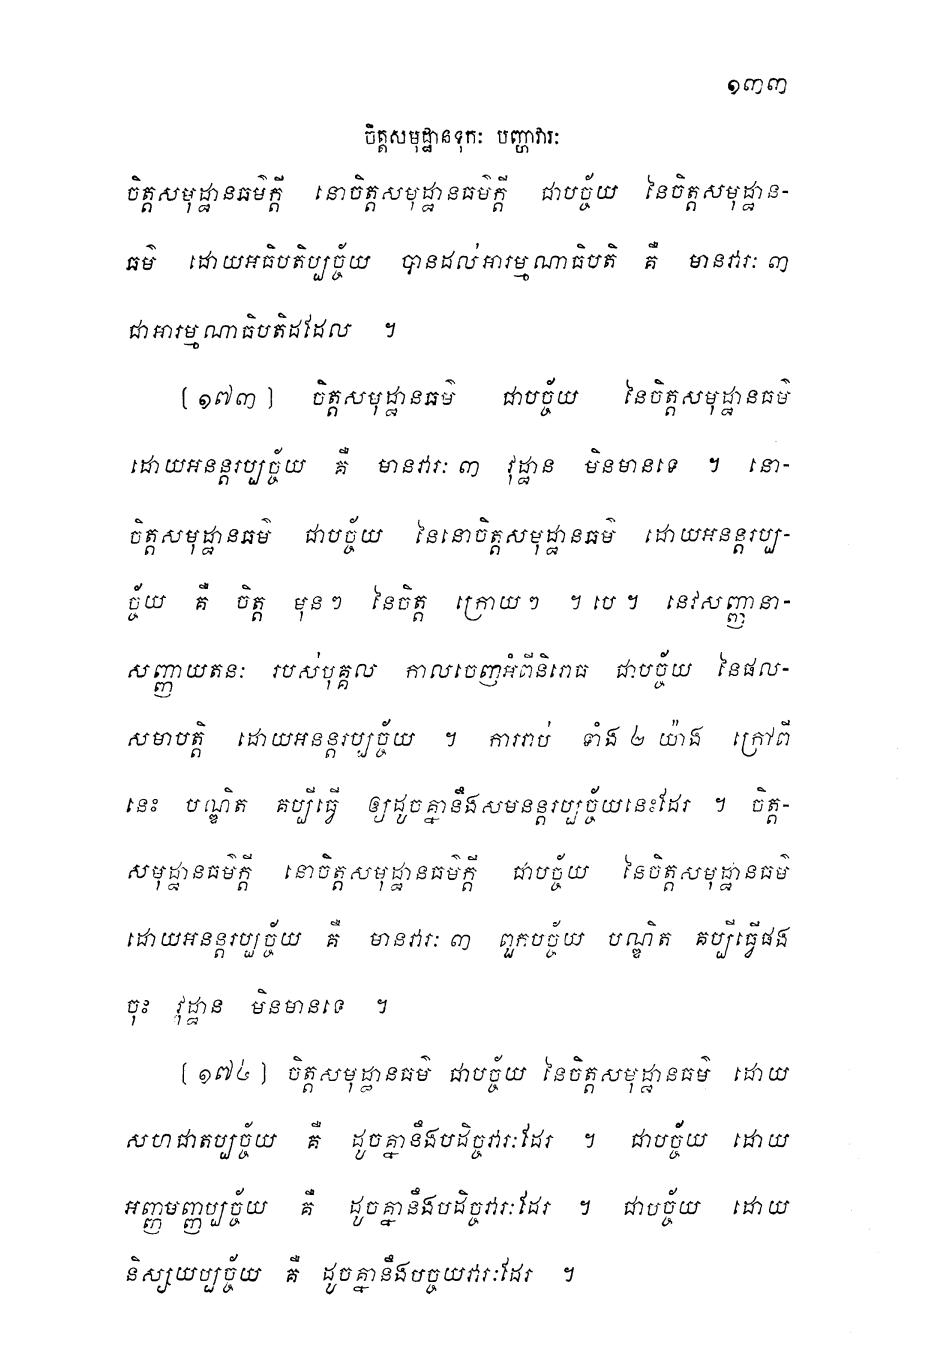 ១៣៣
ចិត្តសមុដ្ឋានទុកៈ បញ្ហាវារៈ
ចិត្តសមុដ្ឋានធម៌ក្តី នោចិត្តសមុដ្ឋានធម៌ក្តី ជាបច្ច័យ នៃចិត្តសមុដ្ឋាន-
ធម៌ ដោយអធិបតិប្បច្ច័យ បានដល់អារម្មណាធិបតិ គឺ មានវារៈ ៣
ជាអារម្មណាធិបតិដដែល ។
[១៧៣] ចិត្តសមុដ្ឋានធម៌ ជាបច្ច័យ នៃចិត្តសមុដ្ឋានធម៌
ដោយអនន្តរប្បច្ច័យ គឺ មានវារៈ ៣ វុដ្ឋាន មិនមានទេ ។ នោ-
ចិត្តសមុដ្ឋានធម៌ ជាបច្ច័យ នៃនោចិត្តសមុដ្ឋានធម៌ ដោយអនន្តរប្ប-
ច្ច័យ គឺ ចិត្ត មុនៗ នៃចិត្ត ក្រោយៗ ។ បេ ។ នេវសញ្ញានា-
សញ្ញាយតនៈ របស់បុគ្គល កាលចេញអំពីនិរោធ ជាបច្ច័យ នៃផល-
សមាបត្តិ ដោយអនន្តរប្បច្ច័យ ។ ការរាប់ ទាំង ២ យ៉ាង ក្រៅពី
នេះ បណ្ឌិត គប្បីធ្វើ ឲ្យដូចគ្នានឹងសមនន្តរប្បច្ច័យនេះដែរ ។ ចិត្ត-
សមុដ្ឋានធម៌ក្តី នោចិត្តសមុដ្ឋានធម៌ក្តី ជាបច្ច័យ នៃចិត្តសមុដ្ឋានធម៌
ដោយអនន្តរប្បច្ច័យ គឺ មានវារៈ ៣ ពួកបច្ច័យ បណ្ឌិត គប្បីធ្វើផង
ចុះ វុដ្ឋាន មិនមានទេ ។
[១៧៤] ចិត្តសមុដ្ឋានធម៌ ជាបច្ច័យ នៃចិត្តសមុដ្ឋានធម៌ ដោយ
សហជាតប្បច្ច័យ គឺ ដូចគ្នានឹងបដិច្ចវារៈដែរ ។ ជាបច្ច័យ ដោយ
អញ្ញមញ្ញប្បច្ច័យ គឺ ដូចគ្នានឹងបដិច្ចវារៈដែរ ។ ជាបច្ច័យ ដោយ
និស្សយប្បច្ច័យ គឺ ដូចគ្នានឹងបច្ចយវារៈដែរ ។